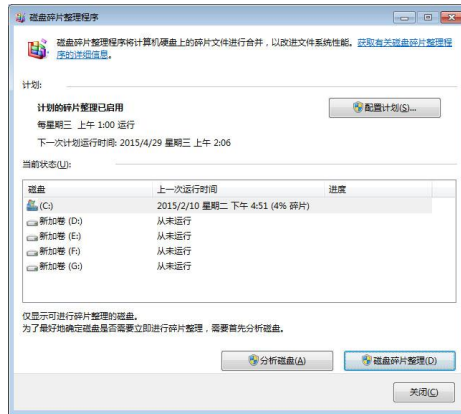 磁盘碎片整理程序
磁盘碎片整理程序将计算机硬盘上的碎片文件进行合并，以改进文件系统性能。获取有关磁盘碎片整理程
序的详细信息。
计划:
计划的碎片整理已启用
配置计划(S)...
每星期三 上午 1:00 运行
下一次计划运行时间: 2015/4/29 星期三 上午 2:06
当前状态(U):
磁盘 上一次运行时间 进度
(C:) 2015/2/10 星期二 下午 4:51 (4% 碎片)
新加卷 (D:) 从未运行
新加卷 (E:) 从未运行
新加卷 (F:) 从未运行
新加卷 (G:) 从未运行
仅显示可进行碎片整理的磁盘。
为了最好地确定磁盘是否需要立即进行碎片整理，需要首先分析磁盘。
分析磁盘(A) 磁盘碎片整理(D)
关闭(C)